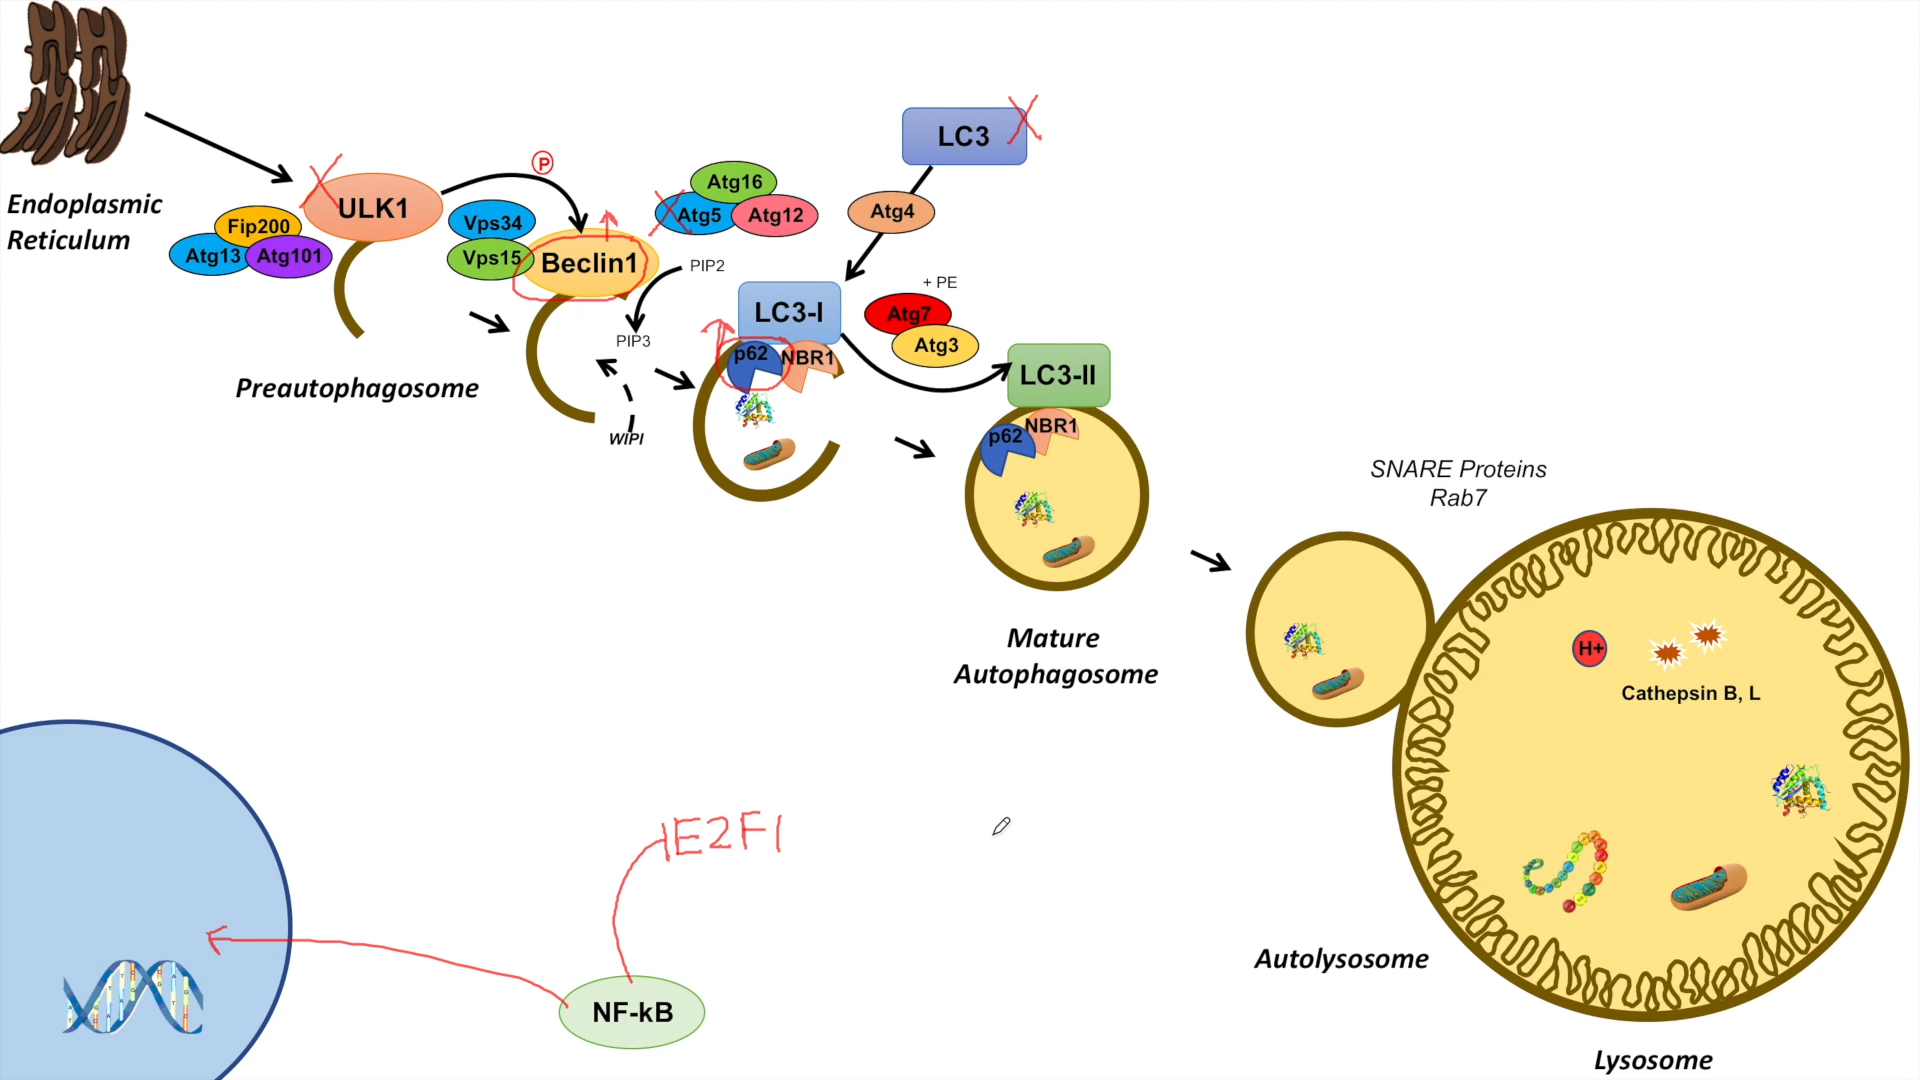 Endoplasmic
Reticulum
ULK1
Fip200
Atg13
Atg101
Preautophagosome
P
Vps34
Vps15
Beclin1
Atg16
Atg5
Atg12
PIP2
PIP3
WIPI
LC3
Atg4
LC3-I
+ PE
Atg7
Atg3
p62
NBR1
LC3-II
p62
NBR1
Mature
Autophagosome
SNARE Proteins
Rab7
H+
Cathepsin B, L
Autolysosome
Lysosome
E2F1
NF-kB